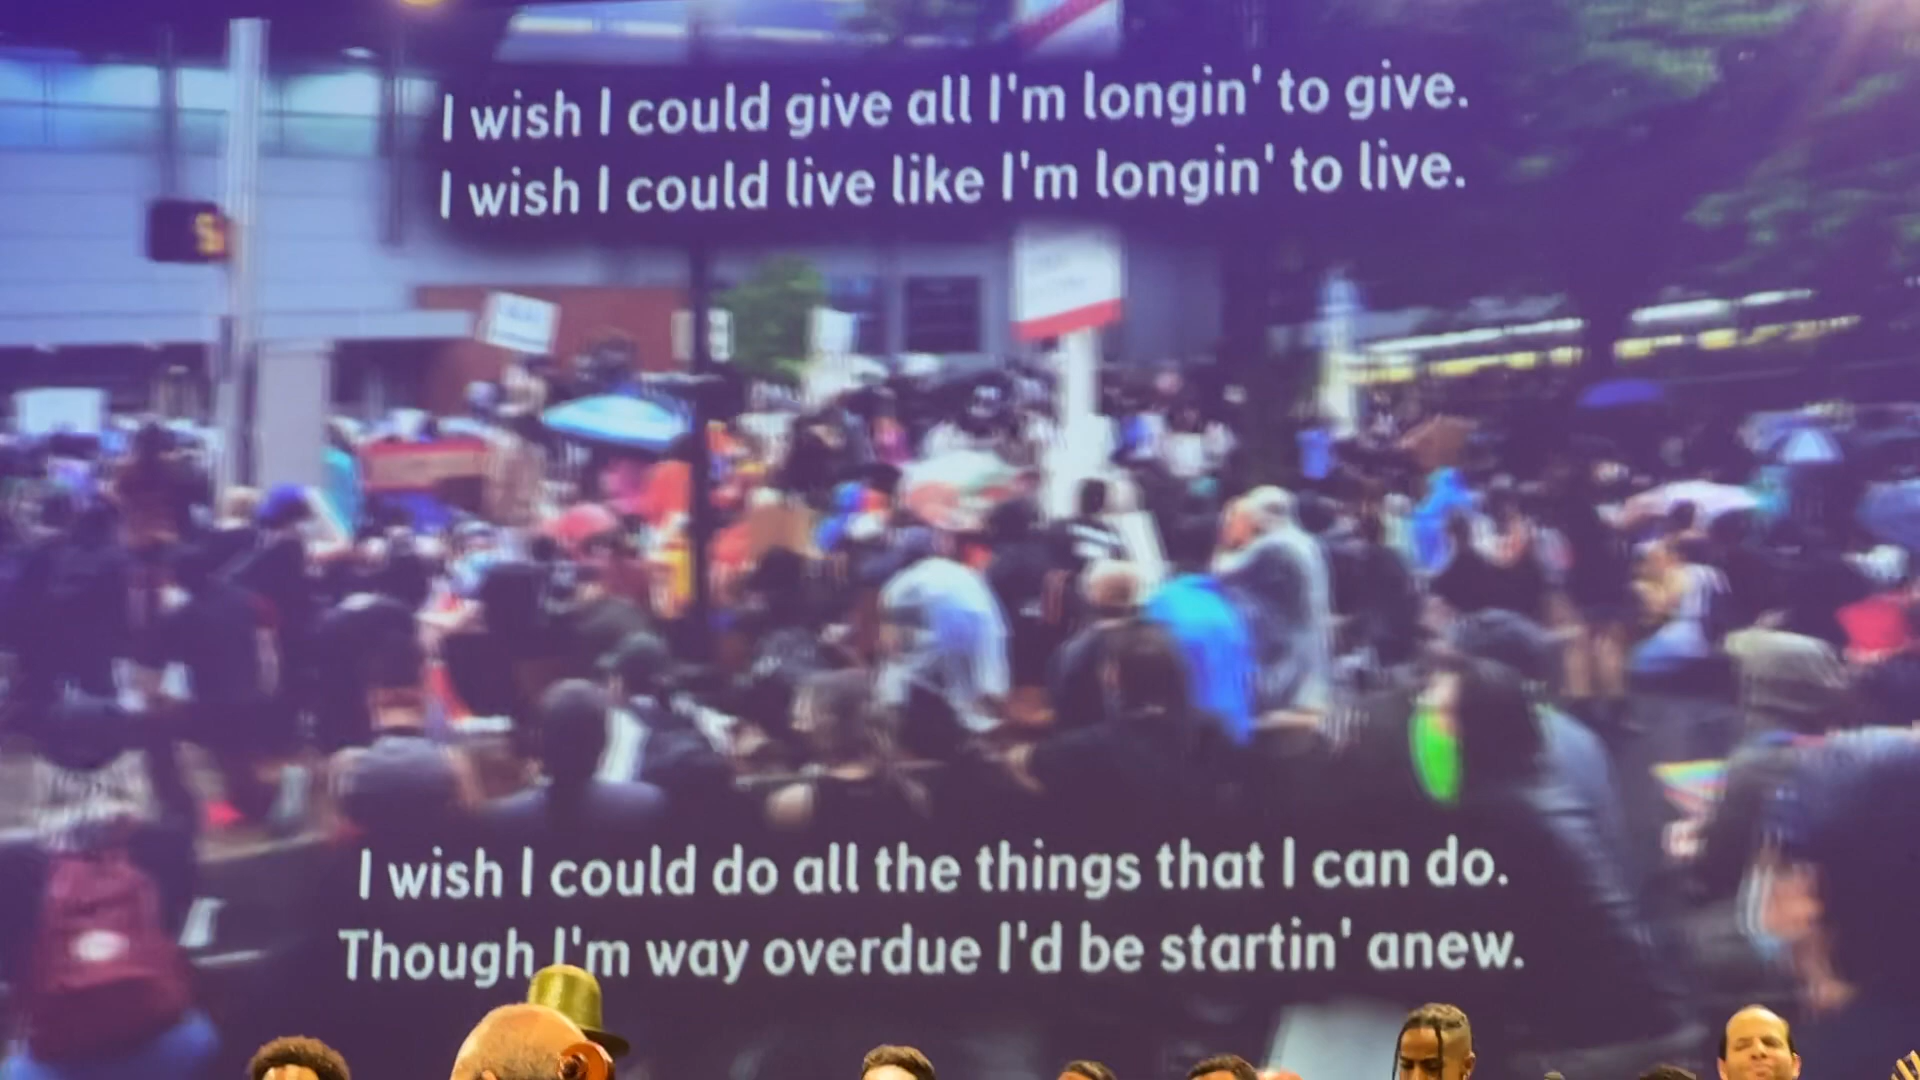 I wish I could give all I'm longin' to give.
I wish I could live like I'm longin' to live.
I wish I could do all the things that I can do.
Though I'm way overdue I'd be startin' anew.